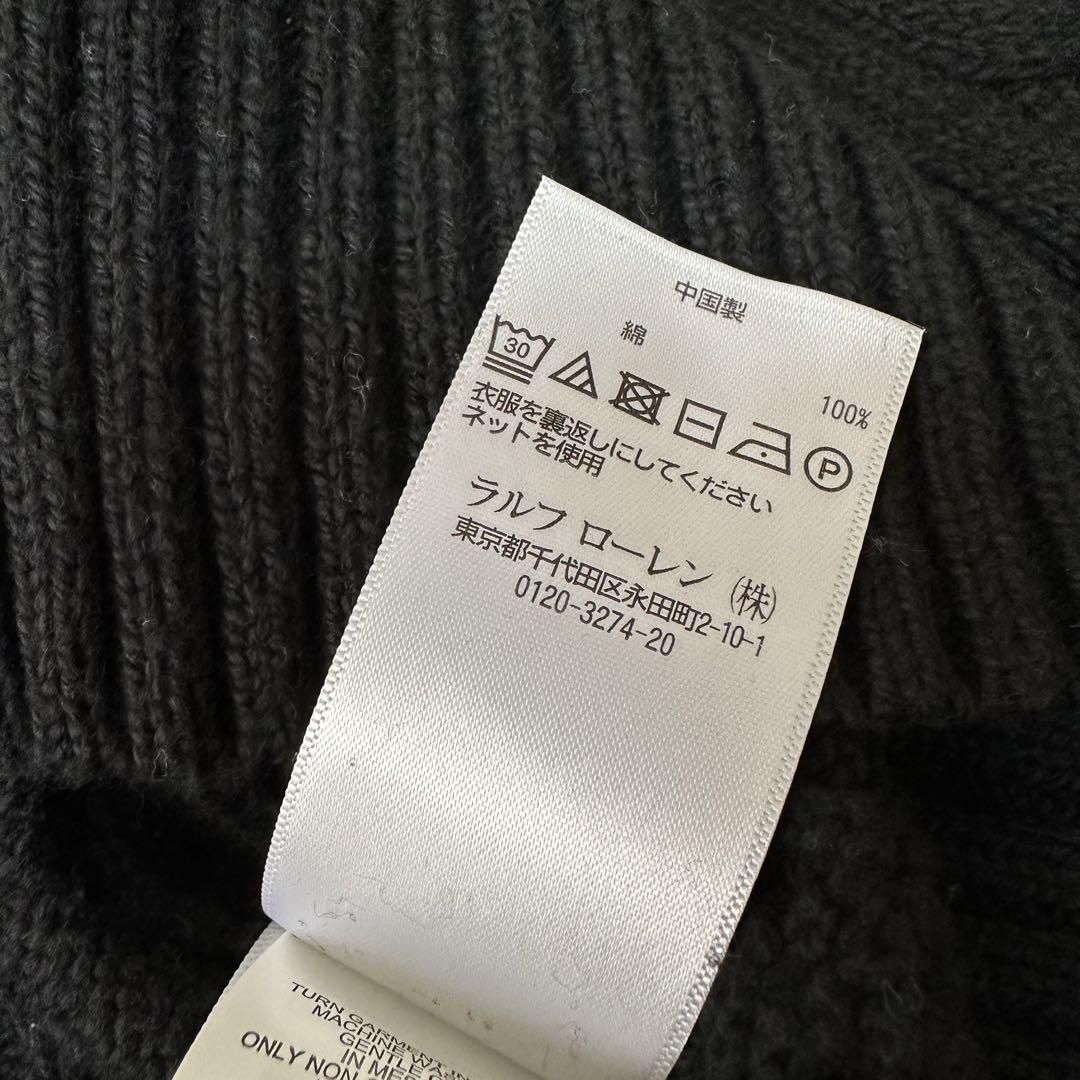 中国製
綿 100%
30
P
衣服を裏返しにしてください
ネットを使用
ラルフ ローレン (株)
東京都千代田区永田町2-10-1
0120-3274-20
TURN GARMENT
MACHINE
GENTLE
IN
ONLY NON